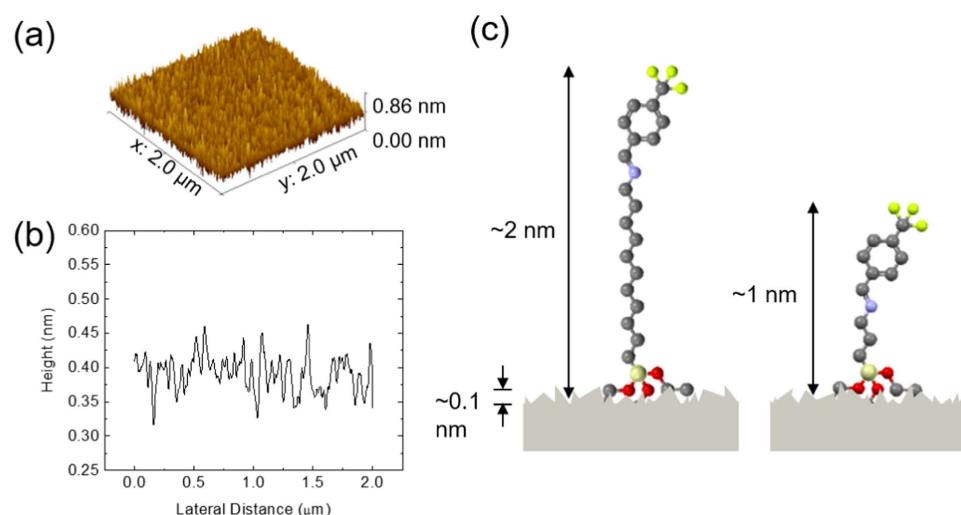 (a)
0.86 nm
0.00 nm
x: 2.0 µm
y: 2.0 µm
(b)
0.60
0.55
0.50
0.45
0.40
0.35
0.30
0.25
Height (nm)
0.0
0.5
1.0
1.5
2.0
Lateral Distance (µm)
(c)
~2 nm
~0.1
nm
~1 nm